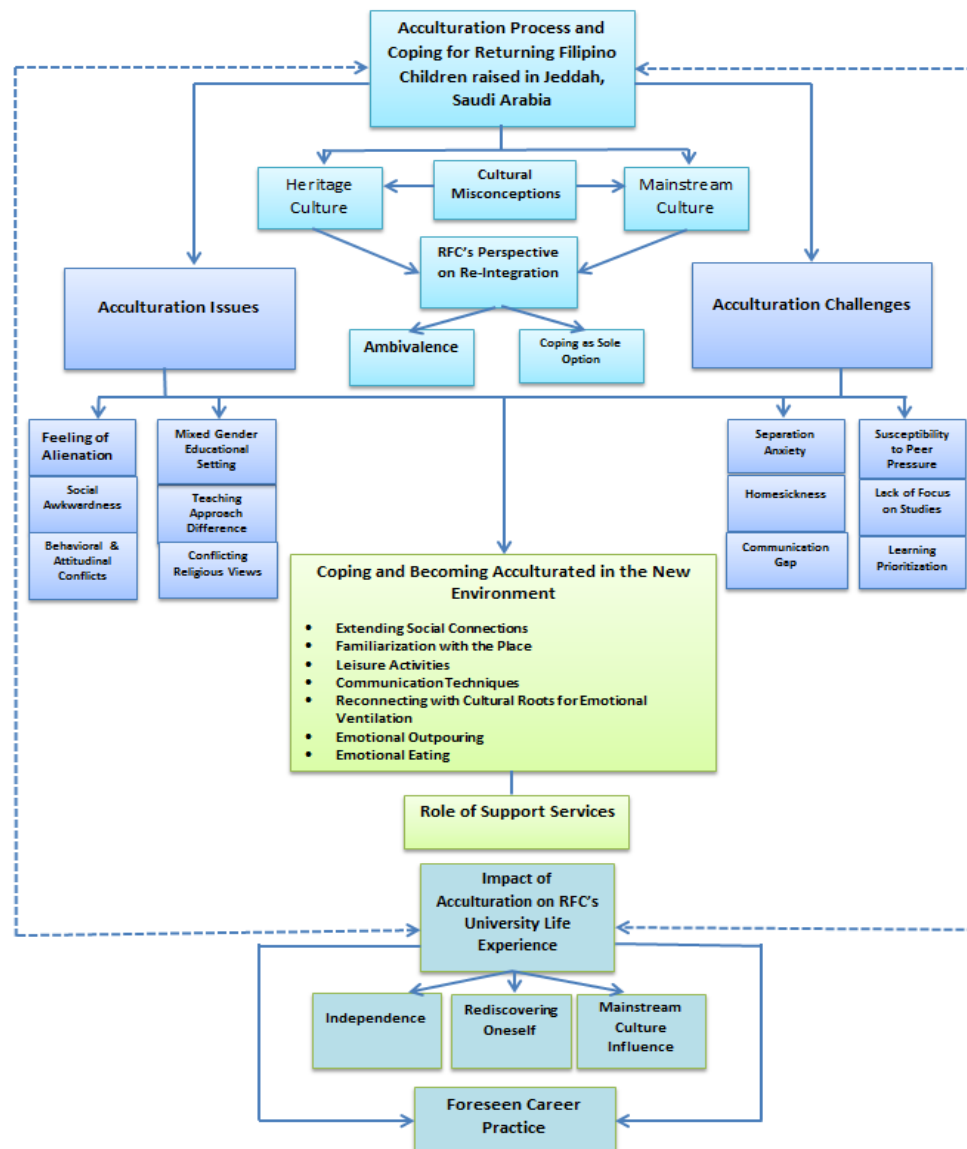 Acculturation Process and
Coping for Returning Filipino
Children raised in Jeddah,
Saudi Arabia
Heritage
Culture
Cultural
Misconceptions
Mainstream
Culture
RFC's Perspective
on Re-Integration
Acculturation Issues
Acculturation Challenges
Ambivalence
Coping as Sole
Option
Feeling of
Alienation
Social
Awkwardness
Behavioral & 
Attitudinal
Conflicts
Mixed Gender
Educational
Setting
Teaching
Approach
Difference
Conflicting
Religious Views
Separation
Anxiety
Homesickness
Communication
Gap
Susceptibility
to Peer
Pressure
Lack of Focus
on Studies
Learning
Prioritization
Coping and Becoming Acculturated in the New
Environment
• Extending Social Connections
• Familiarization with the Place
• Leisure Activities
• Communication Techniques
• Reconnecting with Cultural Roots for Emotional
Ventilation
• Emotional Outpouring
• Emotional Eating
Role of Support Services
Impact of
Acculturation on RFC's
University Life
Experience
Independence
Rediscovering
Oneself
Mainstream
Culture
Influence
Foreseen Career
Practice